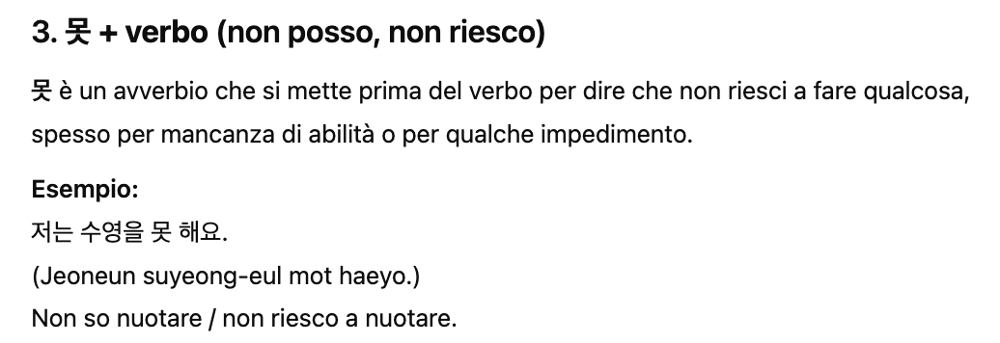 3. 못 + verbo (non posso, non riesco)
못 è un avverbio che si mette prima del verbo per dire che non riesci a fare qualcosa,
spesso per mancanza di abilità o per qualche impedimento.
Esempio:
저는 수영을 못 해요.
(Jeoneun suyeong-eul mot haeyo.)
Non so nuotare / non riesco a nuotare.